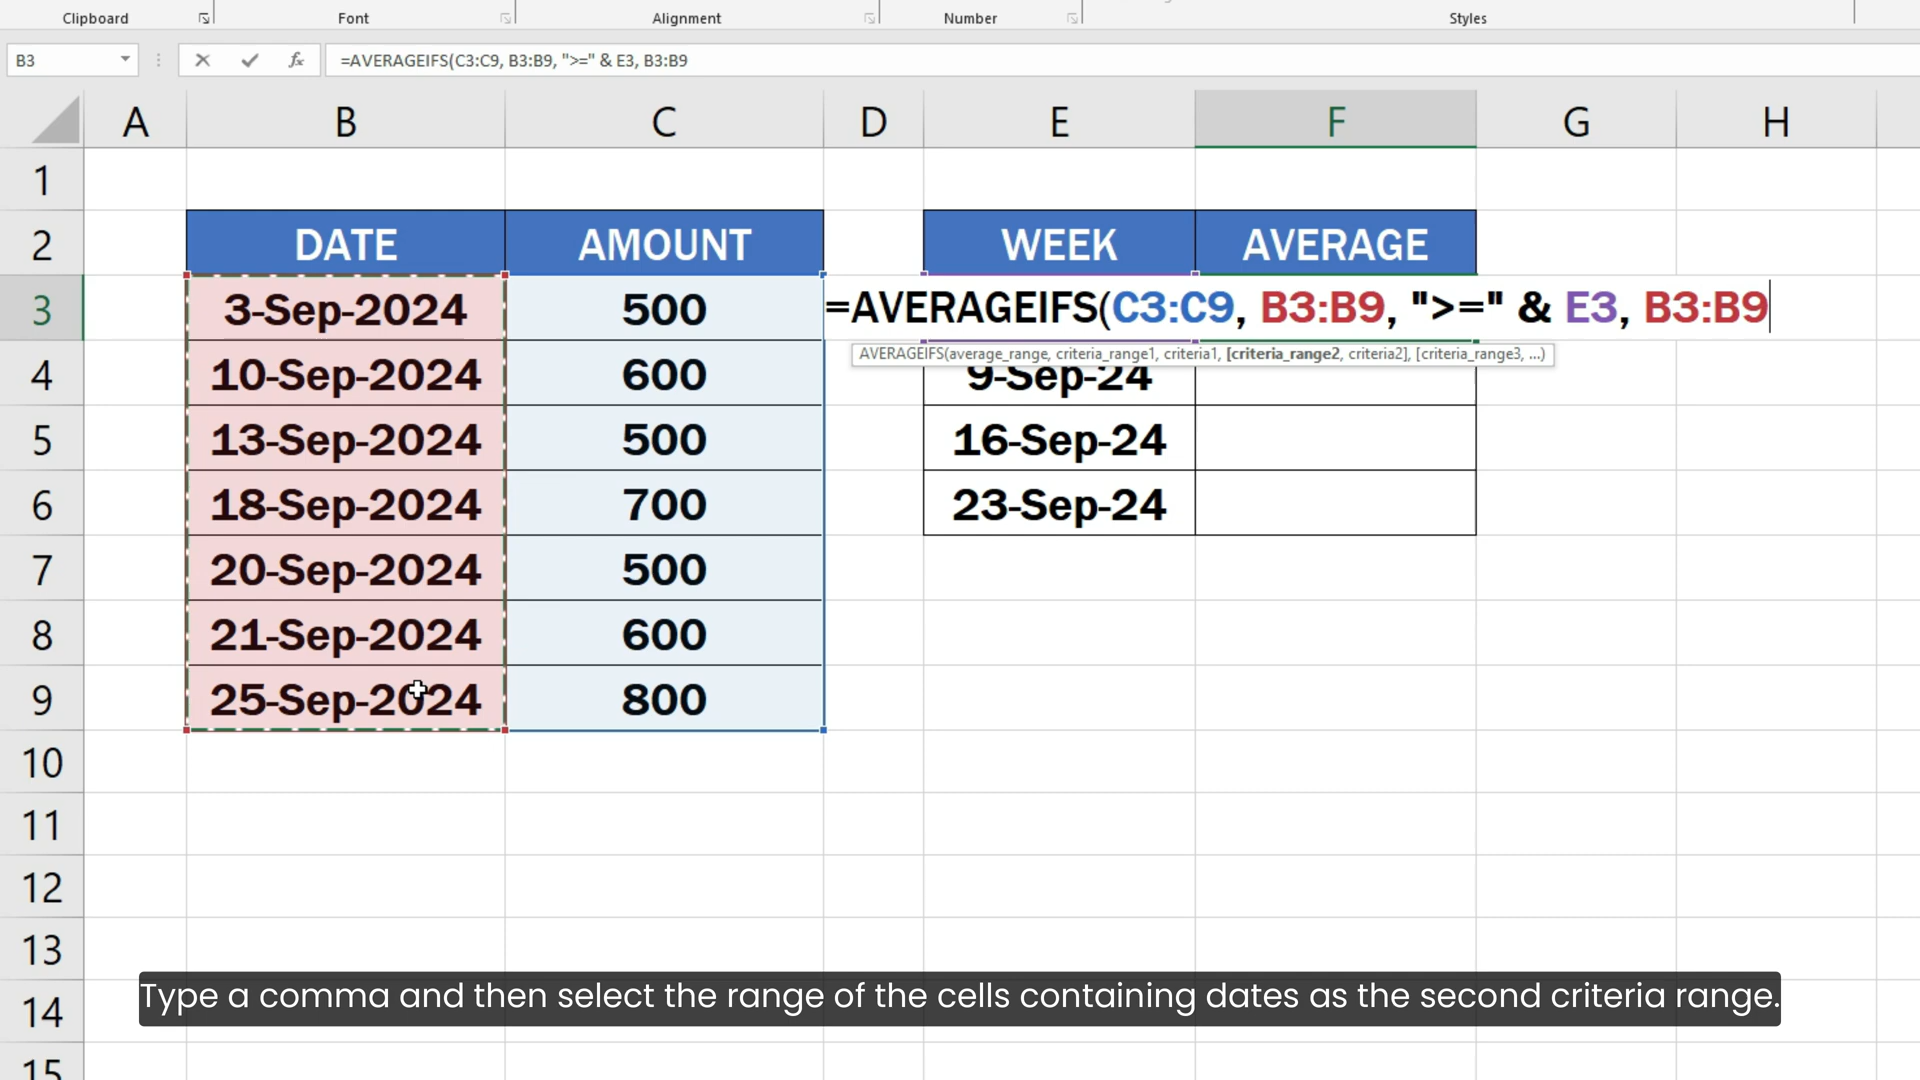 Clipboard Font Alignment Number Styles
B3 fx =AVERAGEIFS(C3:C9, B3:B9, ">=" & E3, B3:B9
A B C D E F G H
1
2 DATE AMOUNT WEEK AVERAGE
3 3-Sep-2024 500 =AVERAGEIFS(C3:C9, B3:B9, ">=" & E3, B3:B9
AVERAGEIFS(average_range, criteria_range1, criteria1, [criteria_range2, criteria2], [criteria_range3, ...)
4 10-Sep-2024 600 9-Sep-24
5 13-Sep-2024 500 16-Sep-24
6 18-Sep-2024 700 23-Sep-24
7 20-Sep-2024 500
8 21-Sep-2024 600
9 25-Sep-2024 800
10
11
12
13
14
Type a comma and then select the range of the cells containing dates as the second criteria range.
15